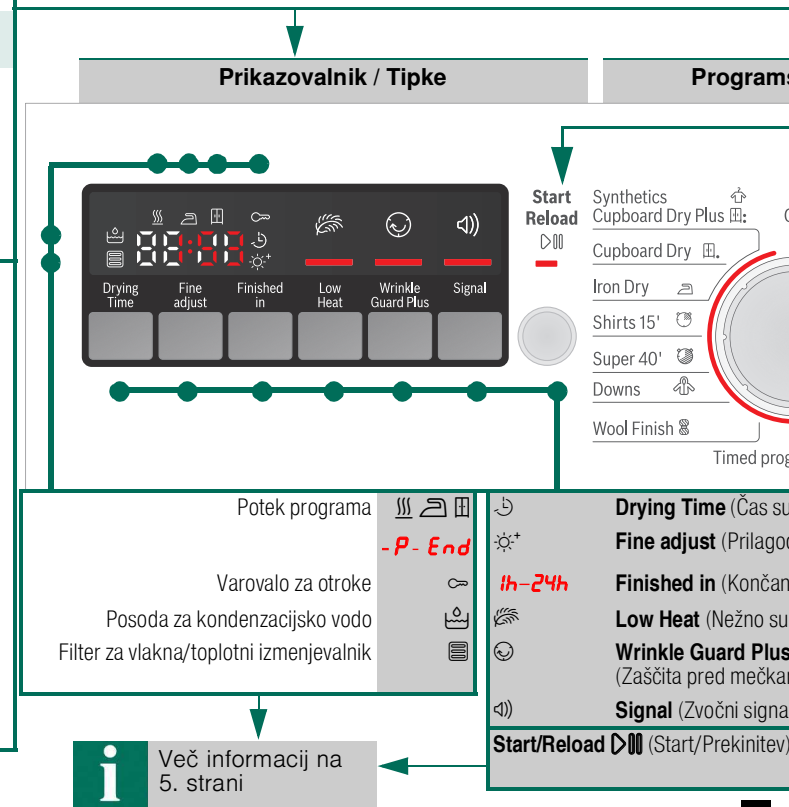 Prikazovalnik / Tipke
Programs
Start
Reload
Synthetics
Cupboard Dry Plus
Cupboard Dry
Iron Dry
Shirts 15'
Super 40'
Downs
Wool Finish
Timed prog
88:88
Drying
Time
Fine
adjust
Finished
in
Low
Heat
Wrinkle
Guard Plus
Signal
Potek programa
-P- End
Varovalo za otroke
Posoda za kondenzacijsko vodo
Filter za vlakna/toplotni izmenjevalnik
Drying Time (Čas su
Fine adjust (Prilagod
1h-24h Finished in (Končan
Low Heat (Nežno su
Wrinkle Guard Plus
(Zaščita pred mečkan
Signal (Zvočni signa
Start/Reload (Start/Prekinitev)
i
Več informacij na
5. strani